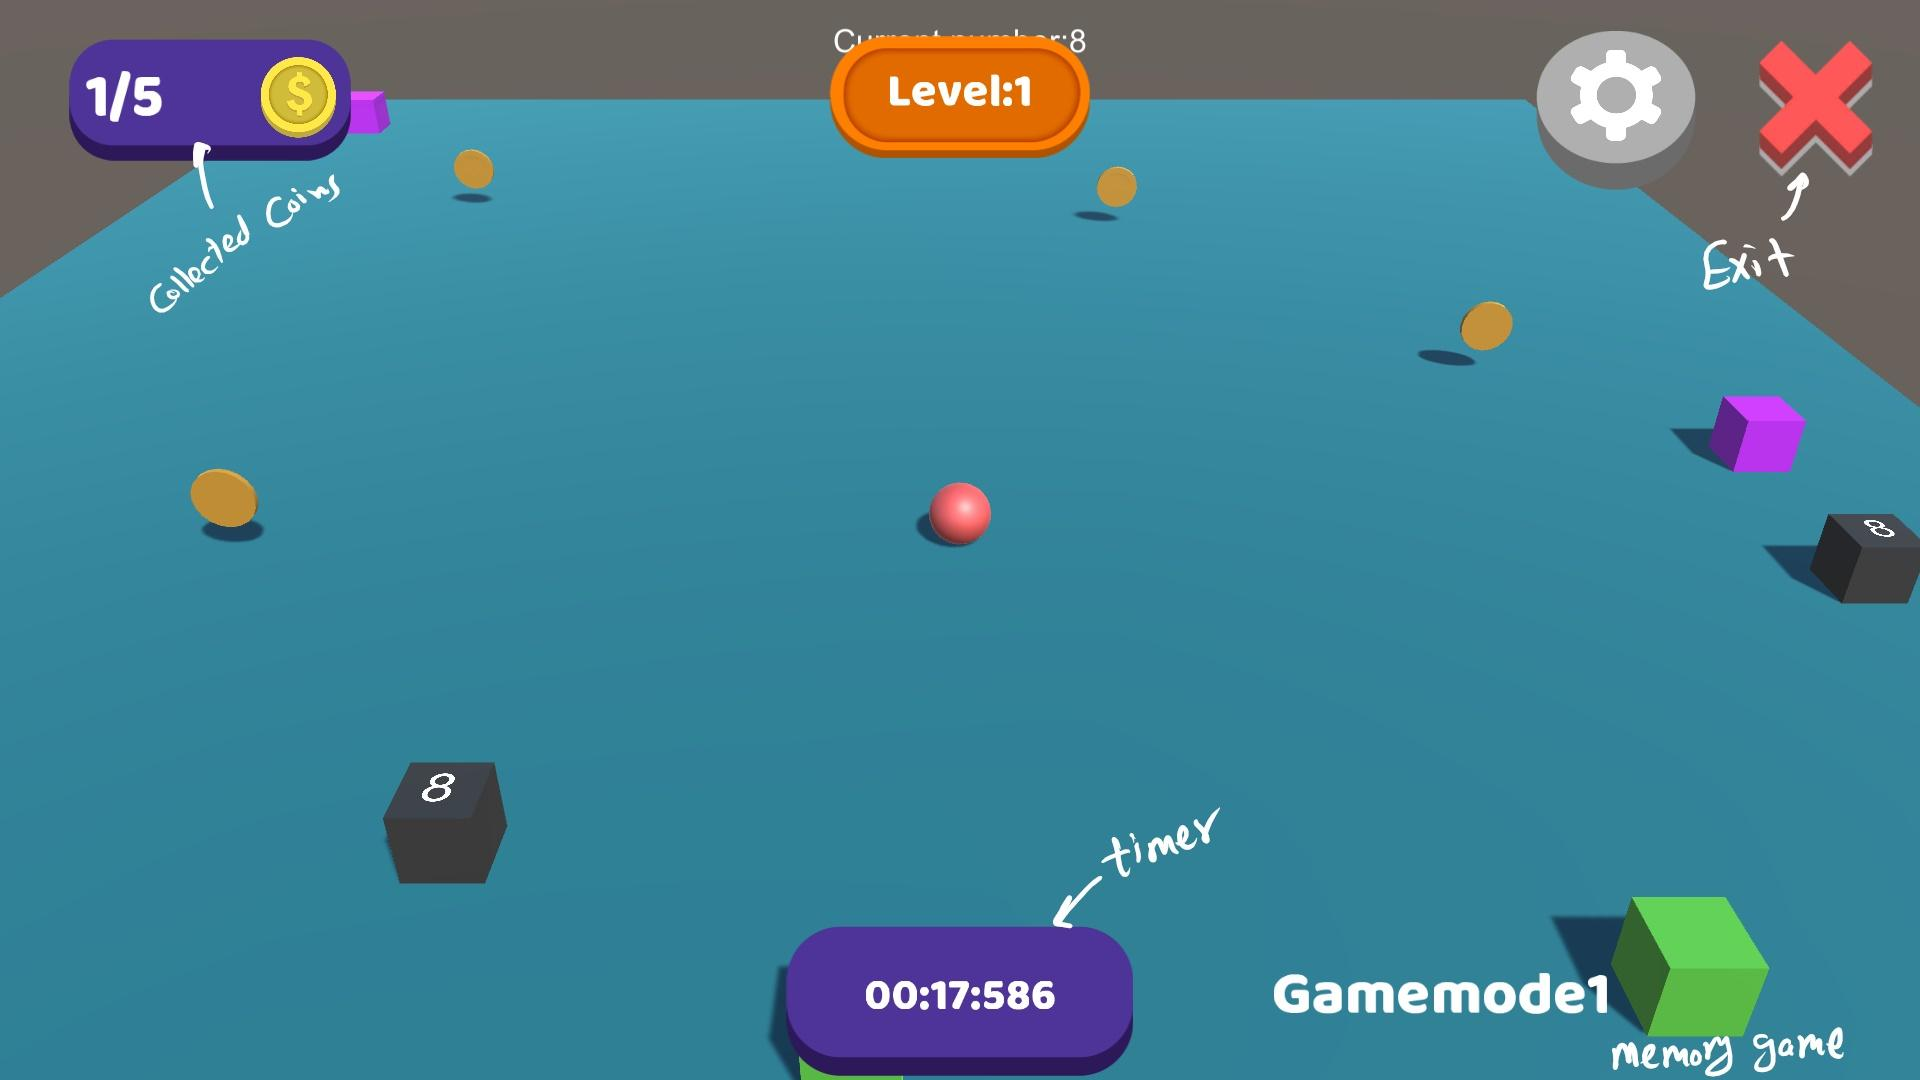 Current number:8
1/5
$
Level:1
Collected Coins
Exit
8
8
timer
00:17:586
Gamemode1
memory game